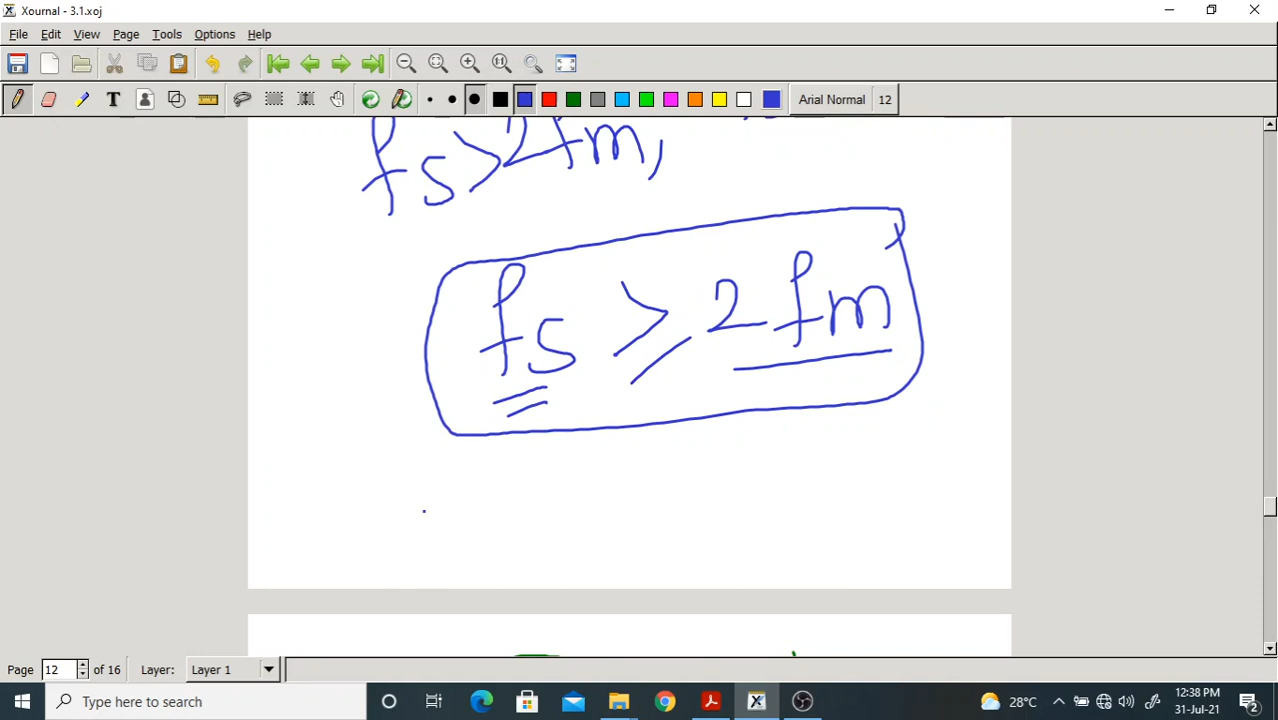 Xournal - 3.1.xoj
File Edit View Page Tools Options Help
Arial Normal 12
fs>2fm,
fs ≥ 2fm
Page 12 of 16 Layer: Layer 1
Type here to search
28°C
12:38 PM
31-Jul-21
2